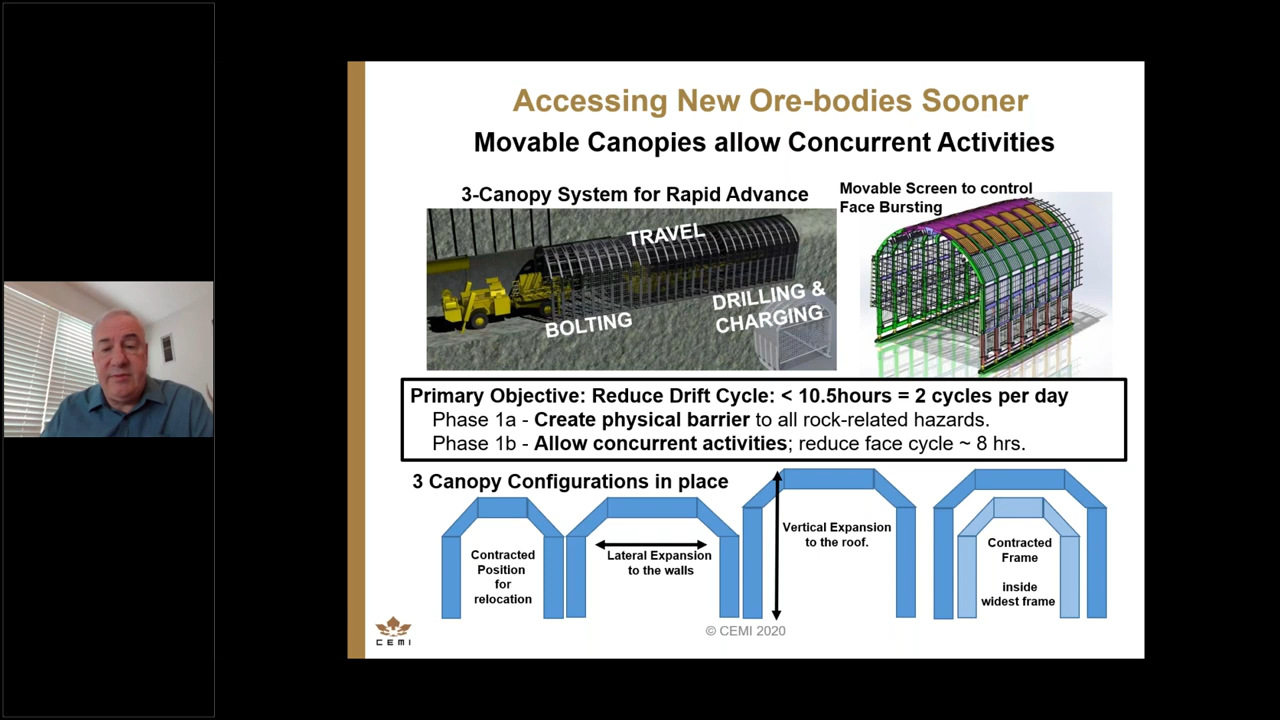 Accessing New Ore-bodies Sooner
Movable Canopies allow Concurrent Activities
3-Canopy System for Rapid Advance
TRAVEL
BOLTING
DRILLING &
CHARGING
Movable Screen to control
Face Bursting
Primary Objective: Reduce Drift Cycle: < 10.5hours = 2 cycles per day
Phase 1a - Create physical barrier to all rock-related hazards.
Phase 1b - Allow concurrent activities; reduce face cycle ~ 8 hrs.
3 Canopy Configurations in place
Contracted
Position
for
relocation
Lateral Expansion
to the walls
Vertical Expansion
to the roof.
Contracted
Frame
inside
widest frame
CEMI
© CEMI 2020